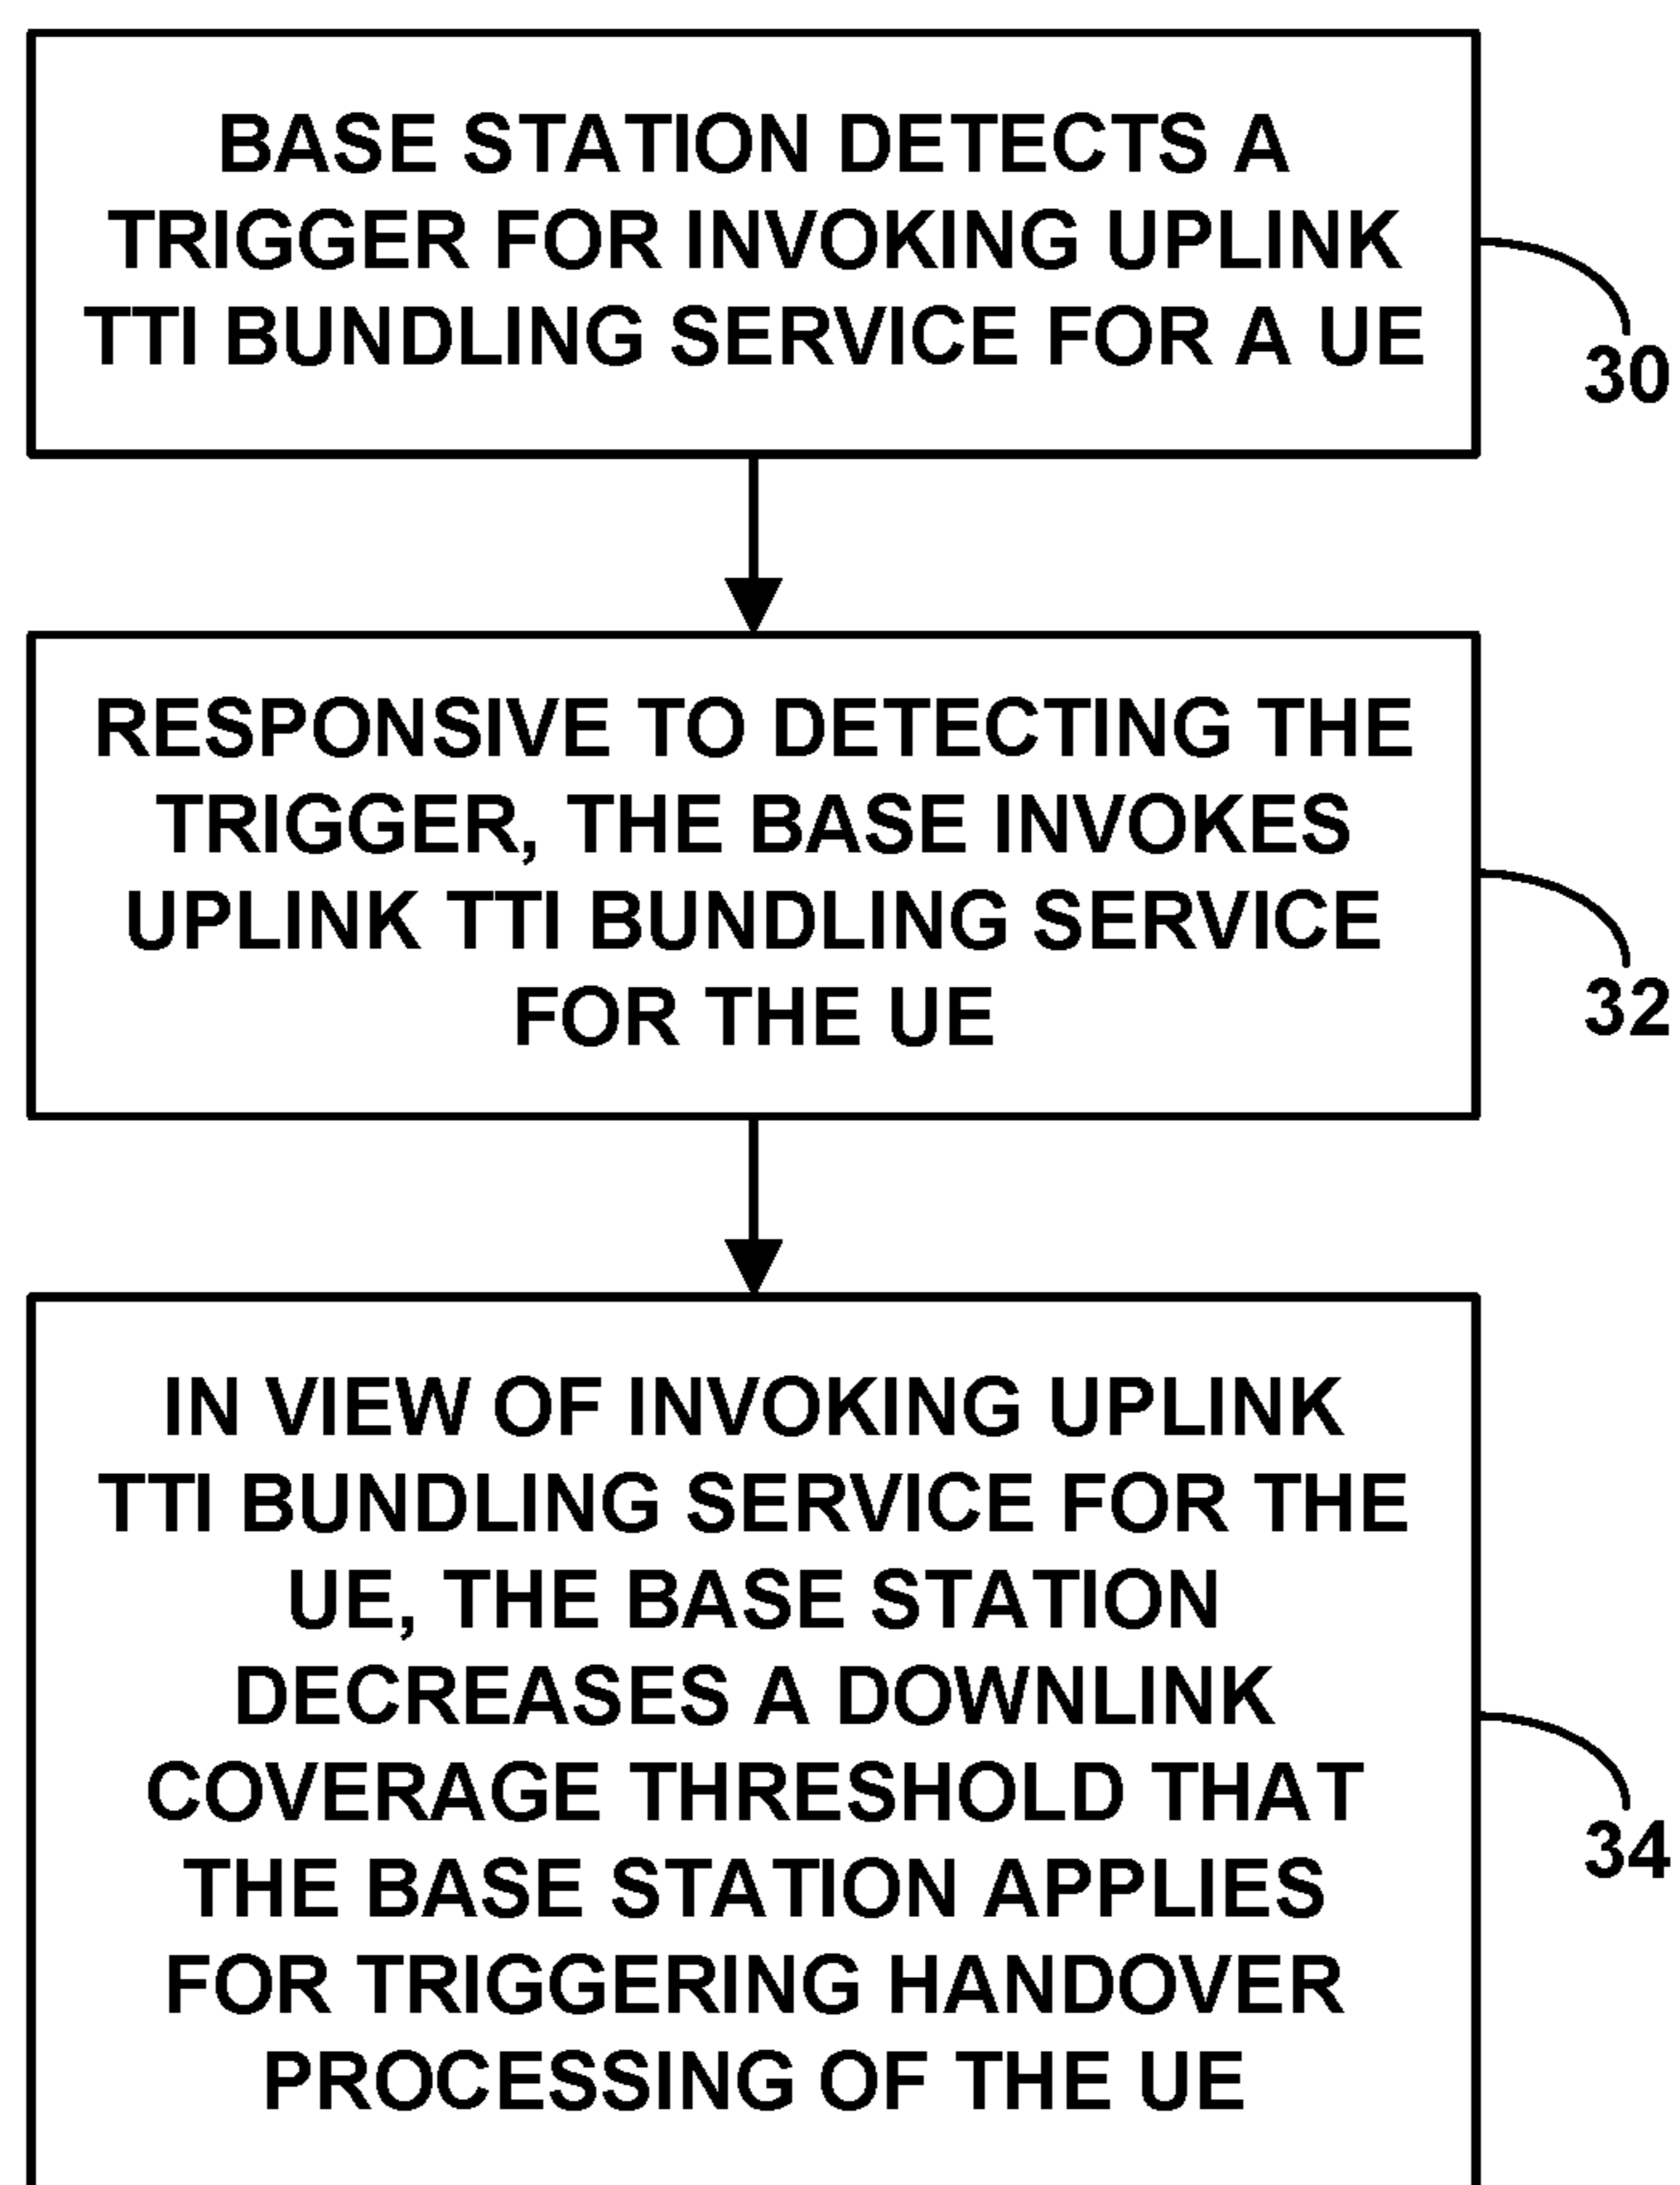 BASE STATION DETECTS A
TRIGGER FOR INVOKING UPLINK
TTI BUNDLING SERVICE FOR A UE
30
RESPONSIVE TO DETECTING THE
TRIGGER, THE BASE INVOKES
UPLINK TTI BUNDLING SERVICE
FOR THE UE
32
IN VIEW OF INVOKING UPLINK
TTI BUNDLING SERVICE FOR THE
UE, THE BASE STATION
DECREASES A DOWNLINK
COVERAGE THRESHOLD THAT
THE BASE STATION APPLIES
FOR TRIGGERING HANDOVER
PROCESSING OF THE UE
34